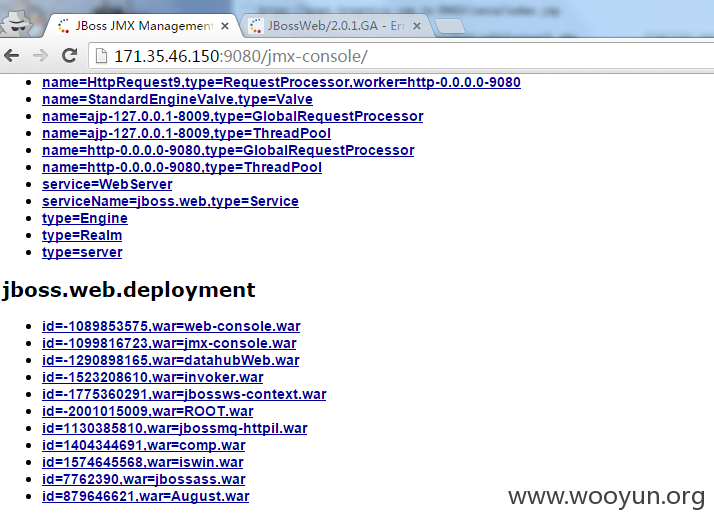 JBoss JMX Management
JBossWeb/2.0.1.GA - Err
171.35.46.150:9080/jmx-console/
name=HttpRequest9,type=RequestProcessor,worker=http-0.0.0.0-9080
name=StandardEngineValve,type=Valve
name=ajp-127.0.0.1-8009,type=GlobalRequestProcessor
name=ajp-127.0.0.1-8009,type=ThreadPool
name=http-0.0.0.0-9080,type=GlobalRequestProcessor
name=http-0.0.0.0-9080,type=ThreadPool
service=WebServer
serviceName=jboss.web,type=Service
type=Engine
type=Realm
type=server
jboss.web.deployment
id=-1089853575,war=web-console.war
id=-1099816723,war=jmx-console.war
id=-1290898165,war=datahubWeb.war
id=-1523208610,war=invoker.war
id=-1775360291,war=jbossws-context.war
id=-2001015009,war=ROOT.war
id=1130385810,war=jbossmq-httpil.war
id=1404344691,war=comp.war
id=1574645568,war=iswin.war
id=7762390,war=jbossass.war
id=879646621,war=August.war
www.wooyun.org